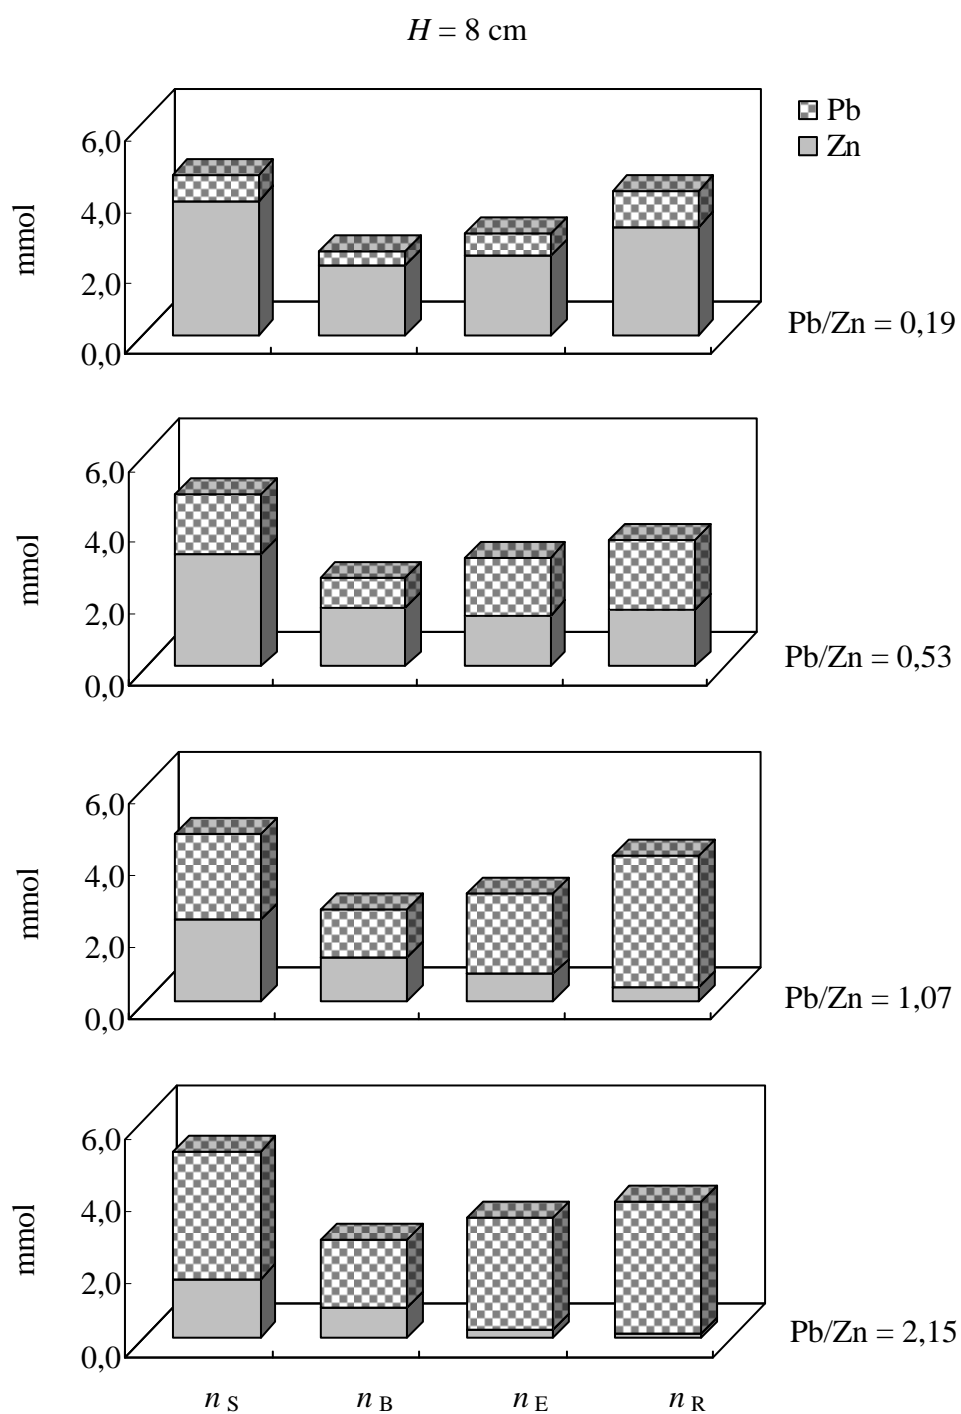 H = 8 cm
Pb
Zn
6,0
4,0
2,0
0,0
mmol
Pb/Zn = 0,19
6,0
4,0
2,0
0,0
mmol
Pb/Zn = 0,53
6,0
4,0
2,0
0,0
mmol
Pb/Zn = 1,07
6,0
4,0
2,0
0,0
mmol
Pb/Zn = 2,15
n S n B n E n R